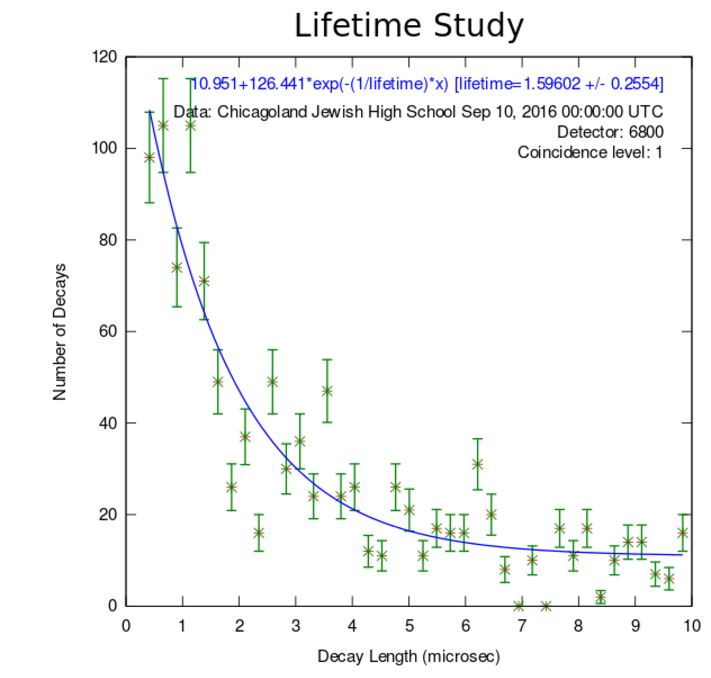 Lifetime Study
10.951+126.441*exp(-(1/lifetime)*x) [lifetime=1.59602 +/- 0.2554]
Data: Chicagoland Jewish High School Sep 10, 2016 00:00:00 UTC
Detector: 6800
Coincidence level: 1
120
100
80
60
40
20
0
Number of Decays
0 1 2 3 4 5 6 7 8 9 10
Decay Length (microsec)